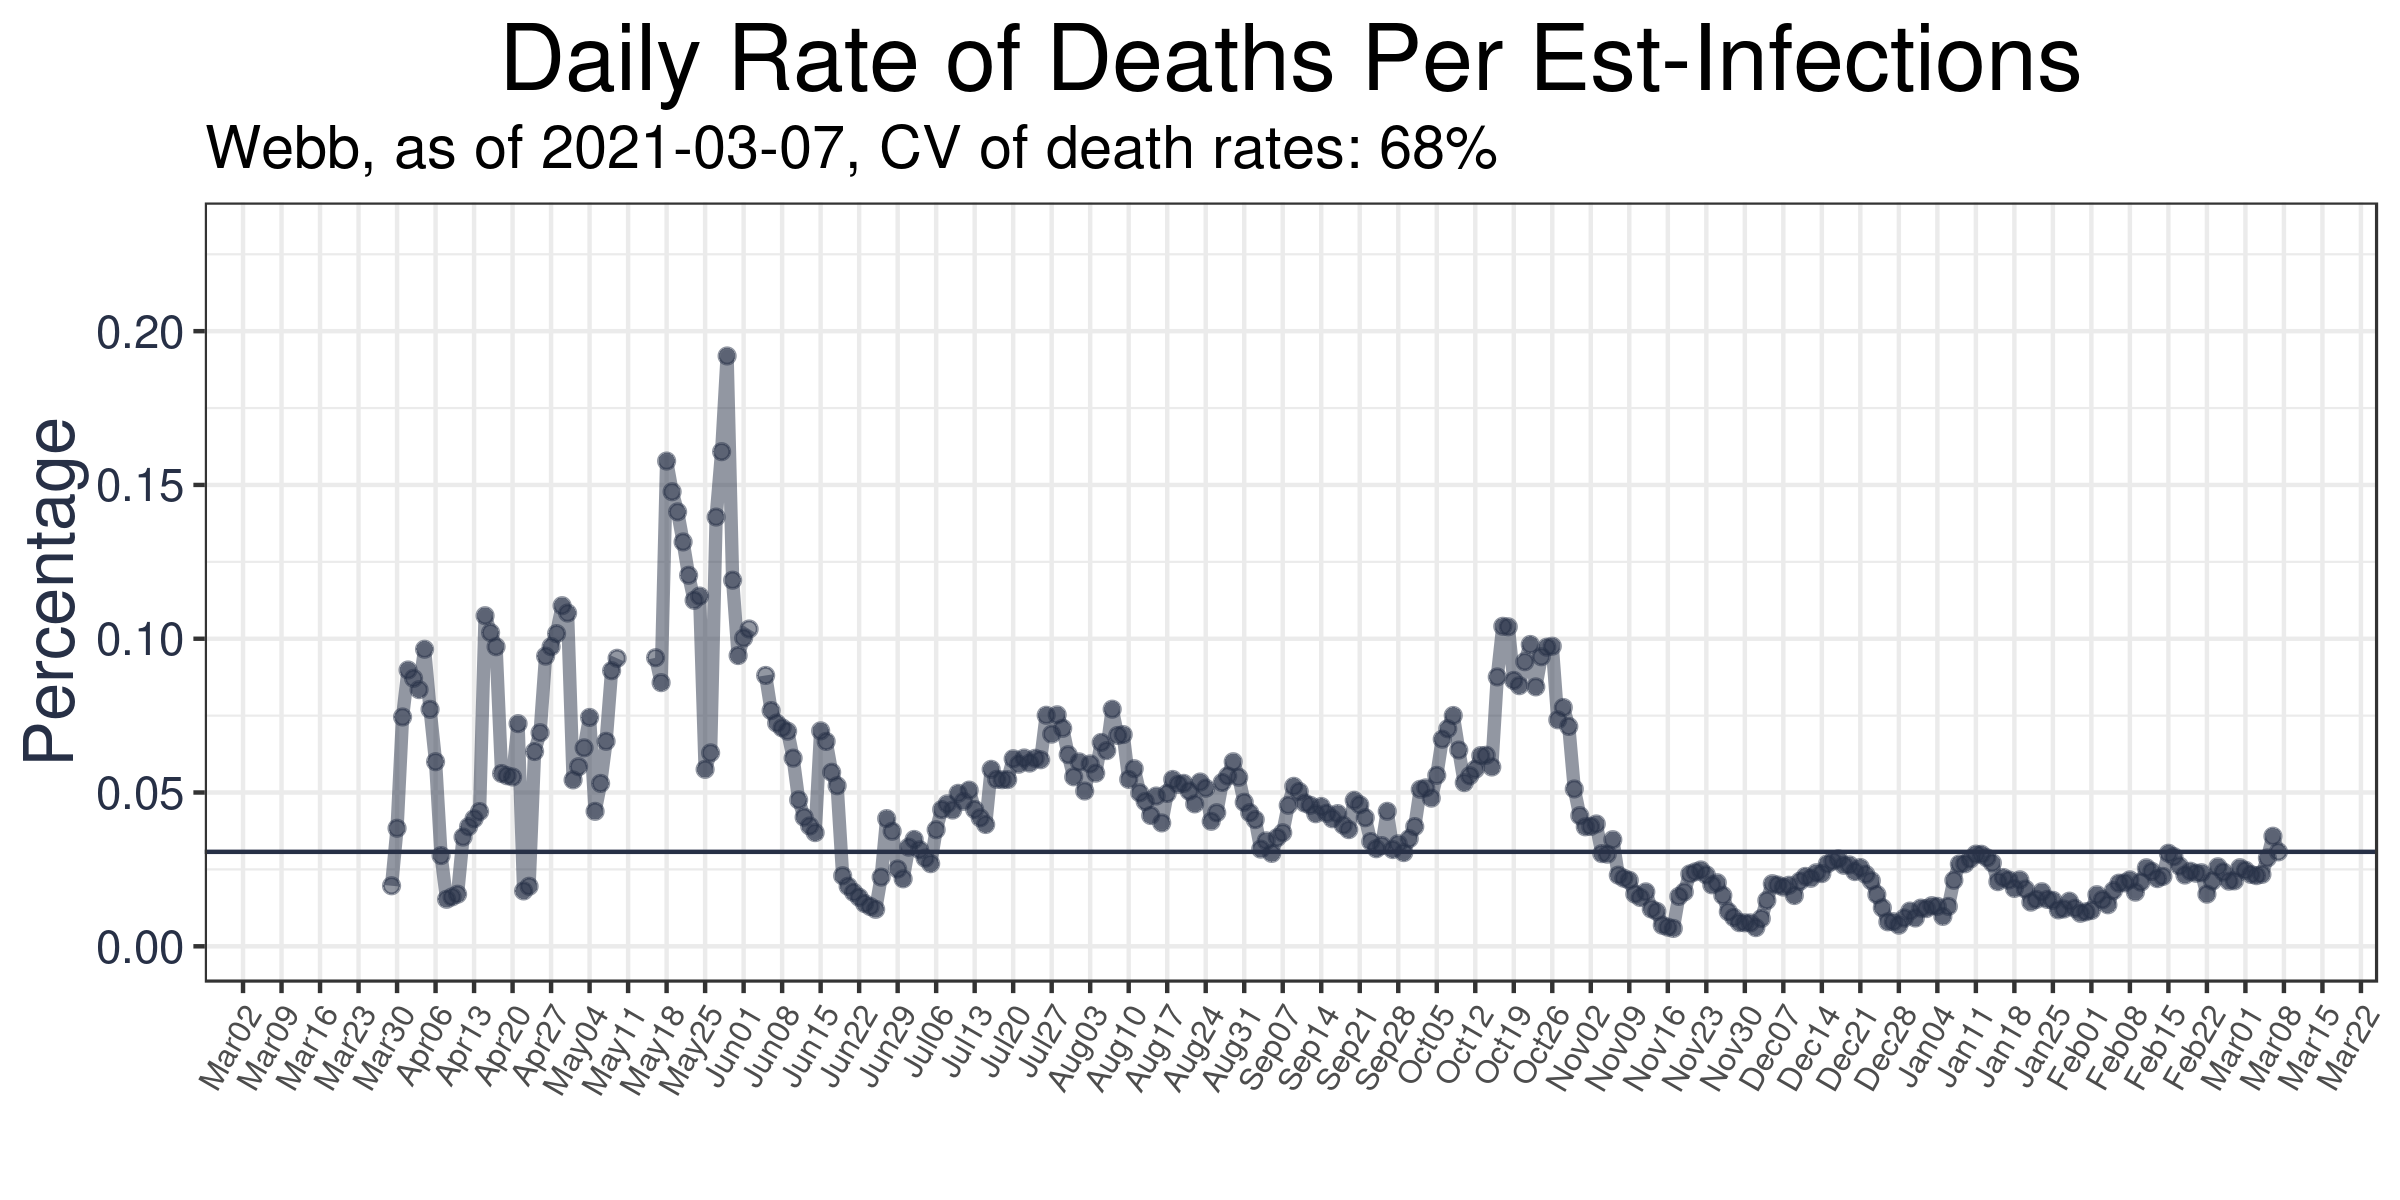 Daily Rate of Deaths Per Est-Infections
Webb, as of 2021-03-07, CV of death rates: 68%
Percentage
0.20
0.15
0.10
0.05
0.00
Mar02
Mar09
Mar16
Mar23
Mar30
Apr06
Apr13
Apr20
Apr27
May04
May11
May18
May25
Jun01
Jun08
Jun15
Jun22
Jun29
Jul06
Jul13
Jul20
Jul27
Aug03
Aug10
Aug17
Aug24
Aug31
Sep07
Sep14
Sep21
Sep28
Oct05
Oct12
Oct19
Oct26
Nov02
Nov09
Nov16
Nov23
Nov30
Dec07
Dec14
Dec21
Dec28
Jan04
Jan11
Jan18
Jan25
Feb01
Feb08
Feb15
Feb22
Mar01
Mar08
Mar15
Mar22